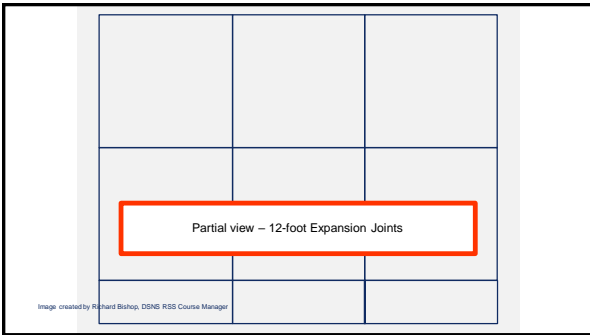 Partial view – 12-foot Expansion Joints
Image created by Richard Bishop, DSNS RSS Course Manager